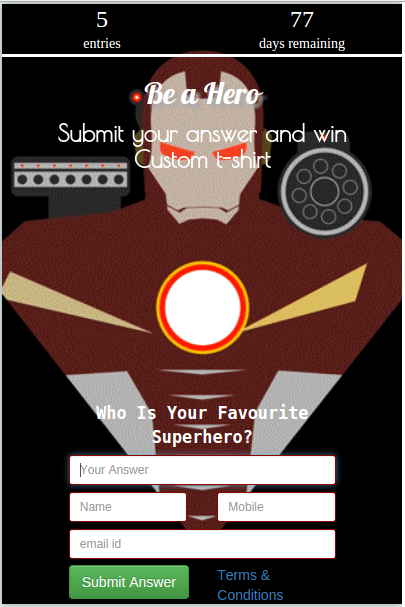 5 77
entries days remaining
Be a Hero
Submit your answer and win
Custom t-shirt
Who Is Your Favourite
Superhero?
Your Answer
Name Mobile
email id
Submit Answer Terms &
Conditions